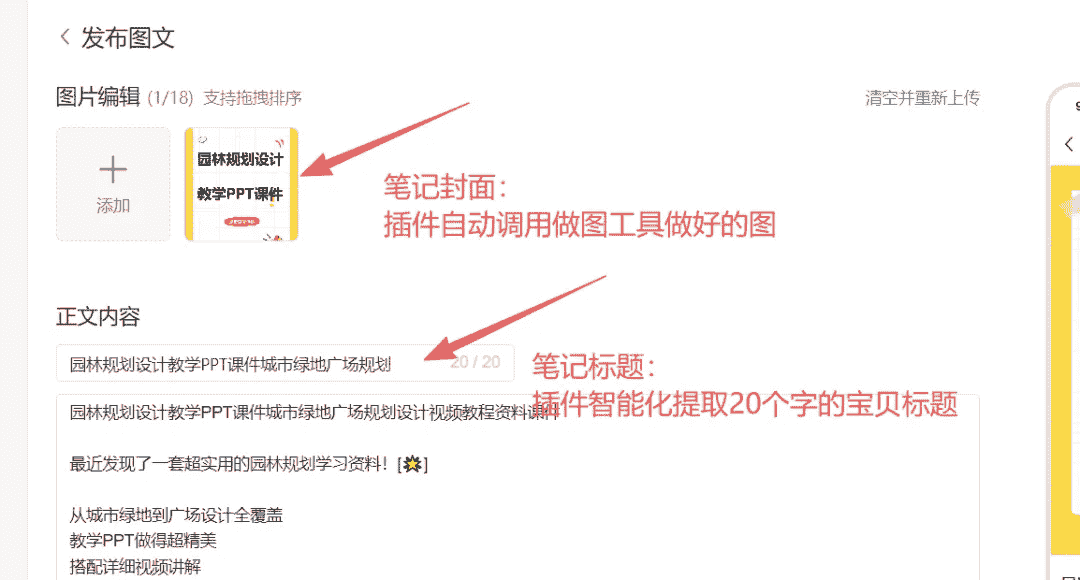 发布图文
图片编辑 (1/18) 支持拖拽排序
清空并重新上传
添加
园林规划设计
教学PPT课件
笔记封面：
插件自动调用做图工具做好的图
正文内容
园林规划设计教学PPT课件城市绿地广场规划
20 / 20
笔记标题：
插件智能化提取20个字的宝贝标题
园林规划设计教学PPT课件城市绿地广场规划设计视频教程资料课件
最近发现了一套超实用的园林规划学习资料！[🌟]
从城市绿地到广场设计全覆盖
教学PPT做得超精美
搭配详细视频讲解